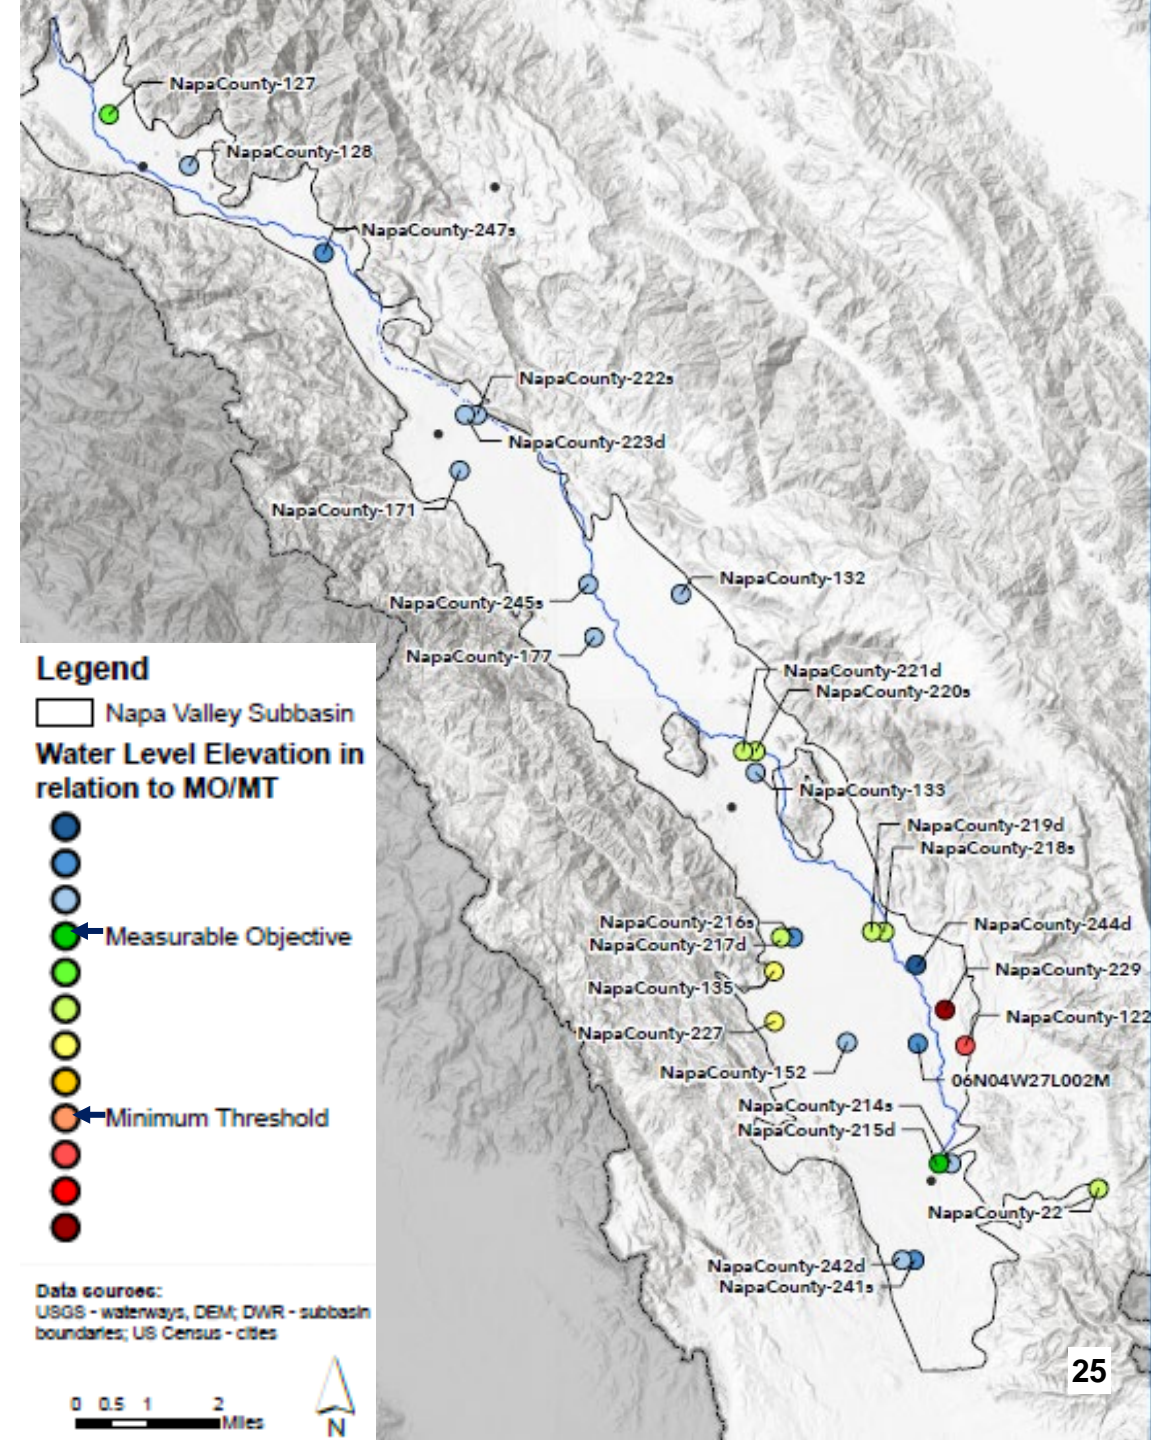 NapaCounty-127
NapaCounty-128
NapaCounty-247s
NapaCounty-222s
NapaCounty-223d
NapaCounty-171
NapaCounty-132
NapaCounty-245s
NapaCounty-177
NapaCounty-221d
NapaCounty-220s
NapaCounty-133
NapaCounty-219d
NapaCounty-218s
NapaCounty-216s
NapaCounty-217d
NapaCounty-244d
NapaCounty-135
NapaCounty-229
NapaCounty-122
NapaCounty-227
NapaCounty-152
06N04W27L002M
NapaCounty-214s
NapaCounty-215d
NapaCounty-22
NapaCounty-242d
NapaCounty-241s
Legend
Napa Valley Subbasin
Water Level Elevation in
relation to MO/MT
Measurable Objective
Minimum Threshold
Data sources:
USGS - waterways, DEM; DWR - subbasin
boundaries; US Census - cities
0 0.5 1 2
Miles
N
25